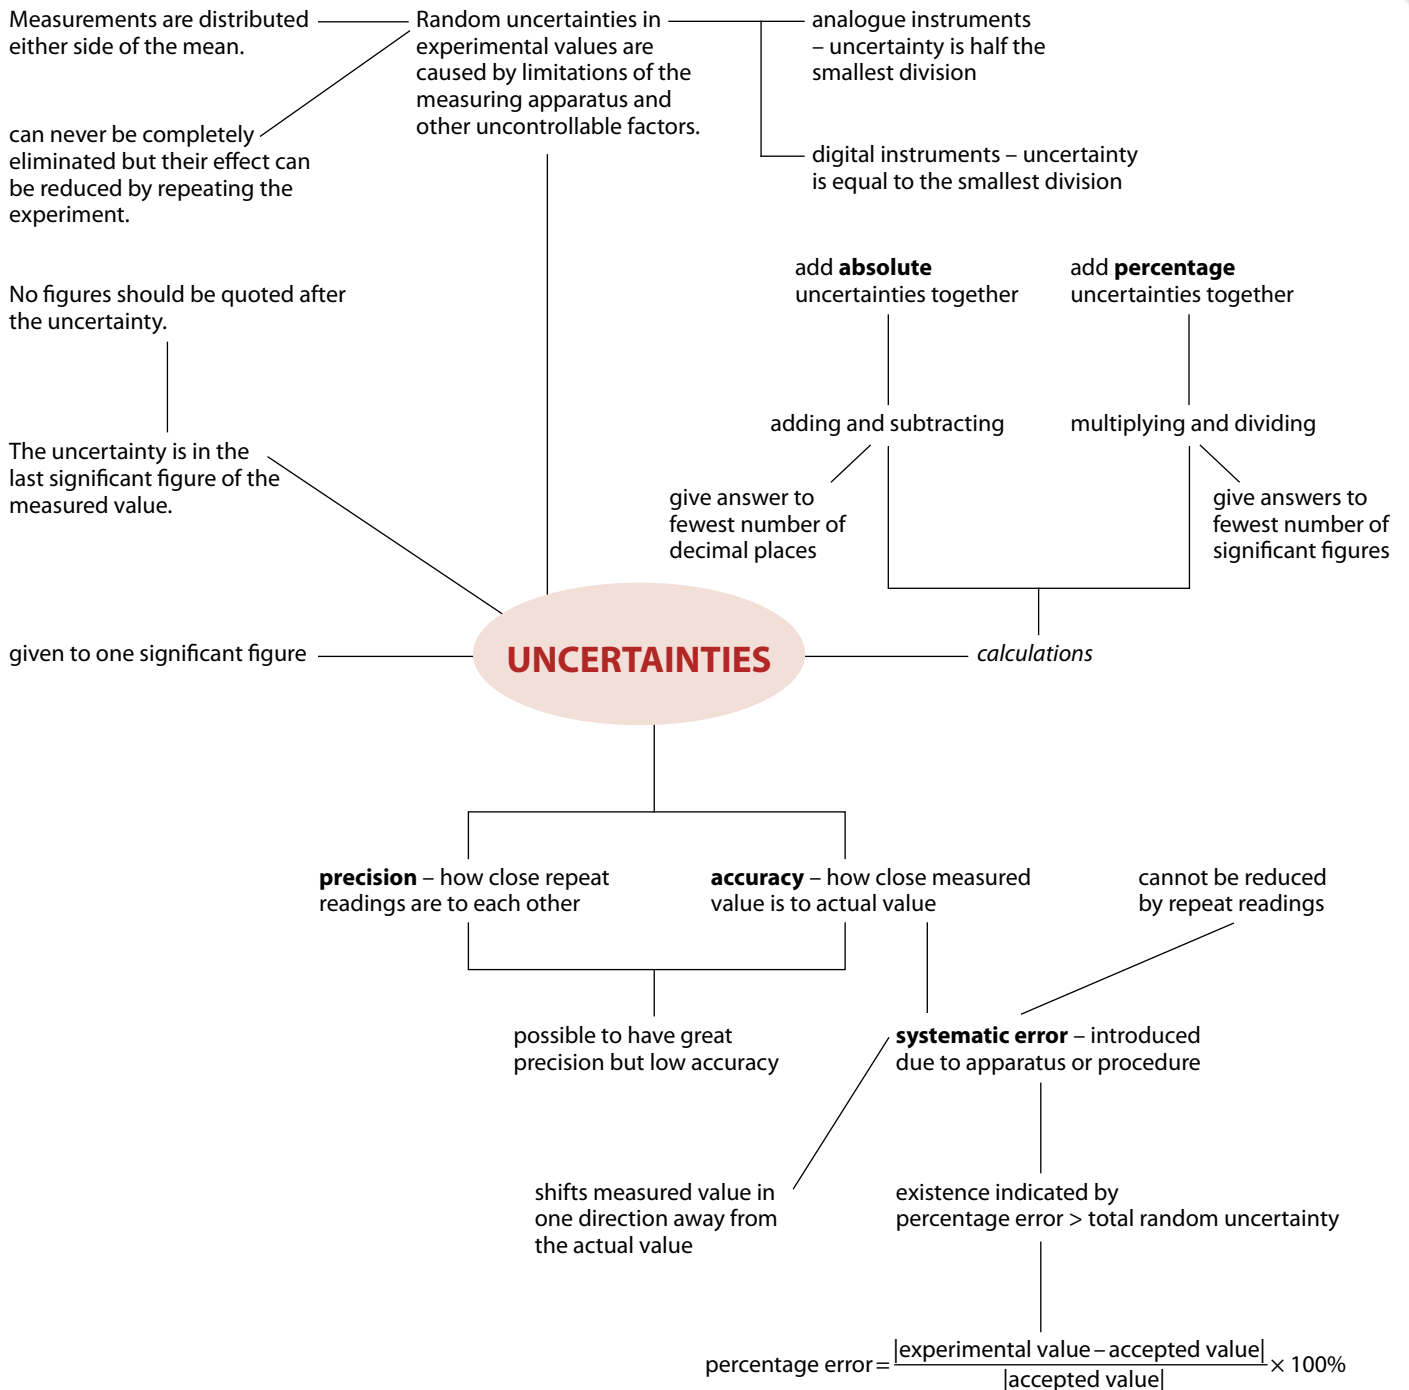 Measurements are distributed
either side of the mean.
Random uncertainties in
experimental values are
caused by limitations of the
measuring apparatus and
other uncontrollable factors.
analogue instruments
– uncertainty is half the
smallest division
can never be completely
eliminated but their effect can
be reduced by repeating the
experiment.
digital instruments – uncertainty
is equal to the smallest division
add absolute
uncertainties together
add percentage
uncertainties together
No figures should be quoted after
the uncertainty.
adding and subtracting
multiplying and dividing
The uncertainty is in the
last significant figure of the
measured value.
give answer to
fewest number of
decimal places
give answers to
fewest number of
significant figures
given to one significant figure
UNCERTAINTIES
calculations
precision – how close repeat
readings are to each other
accuracy – how close measured
value is to actual value
cannot be reduced
by repeat readings
possible to have great
precision but low accuracy
systematic error – introduced
due to apparatus or procedure
shifts measured value in
one direction away from
the actual value
existence indicated by
percentage error > total random uncertainty
percentage error = |experimental value – accepted value| / |accepted value| × 100%